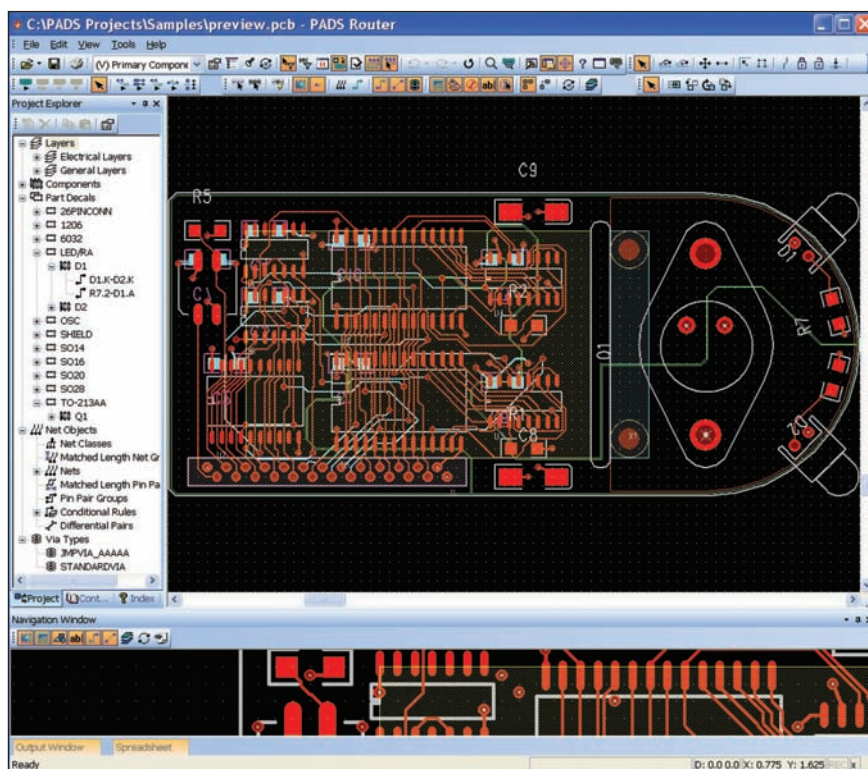 C:\PADS Projects\Samples\preview.pcb - PADS Router
File Edit View Tools Help
(V) Primary Compone
Project Explorer
Layers
Electrical Layers
General Layers
Components
Part Decals
26PINCONN
1206
6032
LED/RA
D1
D1.K-D2.K
R7.2-D1.A
D2
OSC
SHIELD
SO14
SO16
SO20
SO28
TO-213AA
Q1
Net Objects
Net Classes
Matched Length Net Gr
Nets
Matched Length Pin Pa
Pin Pair Groups
Conditional Rules
Differential Pairs
Via Types
JMPVIA_AAAAA
STANDARDVIA
Project Cont... Index
C9
R5
D1
R2
R7
Q1
R1
C8
D2
Navigation Window
Output Window Spreadsheet
Ready
D: 0.0 0.0 X: 0.775 Y: 1.625